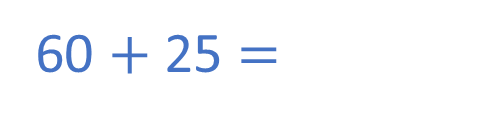 60 + 25 =